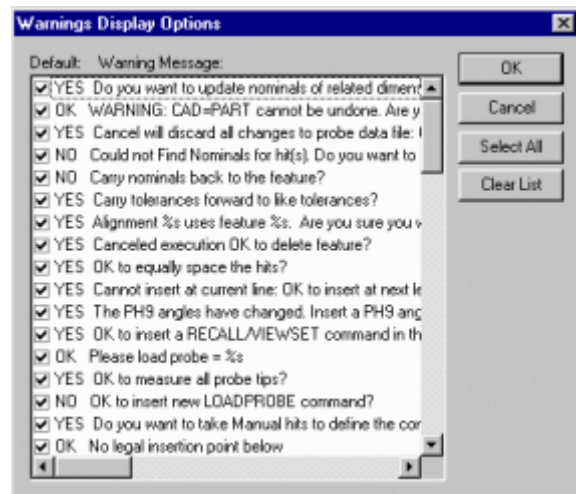 Warnings Display Options
Default: Warning Message:
YES Do you want to update nominals of related dimen
OK WARNING: CAD=PART cannot be undone. Are y
YES Cancel will discard all changes to probe data file:
NO Could not Find Nominals for hit(s). Do you want to
NO Carry nominals back to the feature?
YES Carry tolerances forward to like tolerances?
YES Alignment %s uses feature %s. Are you sure you
YES Canceled execution OK to delete feature?
YES OK to equally space the hits?
YES Cannot insert at current line: OK to insert at next le
YES The PH9 angles have changed. Insert a PH9 ang
YES OK to insert a RECALL/VIEWSET command in th
OK Please load probe = %s
YES OK to measure all probe tips?
NO OK to insert new LOADPROBE command?
YES Do you want to take Manual hits to define the cor
OK No legal insertion point below
OK
Cancel
Select All
Clear List